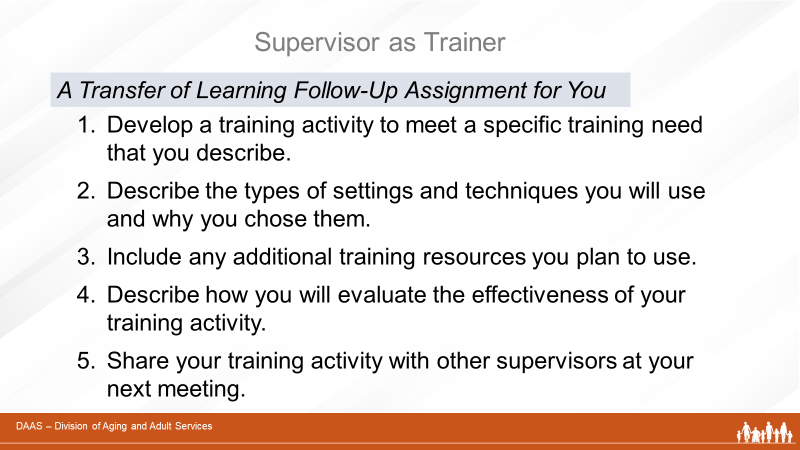 Supervisor as Trainer
A Transfer of Learning Follow-Up Assignment for You
1. Develop a training activity to meet a specific training need
that you describe.
2. Describe the types of settings and techniques you will use
and why you chose them.
3. Include any additional training resources you plan to use.
4. Describe how you will evaluate the effectiveness of your
training activity.
5. Share your training activity with other supervisors at your
next meeting.
DAAS – Division of Aging and Adult Services